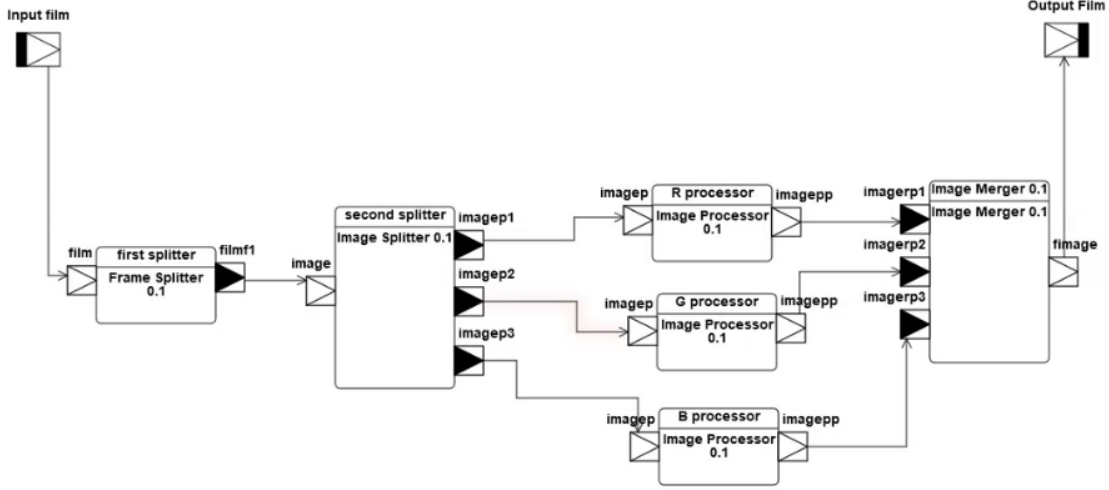 Input film
Output Film
film
first splitter
filmf1
Frame Splitter
0.1
image
second splitter
Image Splitter 0.1
imagep1
imagep2
imagep3
imagep
R processor
imagepp
Image Processor
0.1
imagep
G processor
imagepp
Image Processor
0.1
imagep
B processor
imagepp
Image Processor
0.1
imagerp1
imagerp2
imagerp3
Image Merger 0.1
Image Merger 0.1
fimage